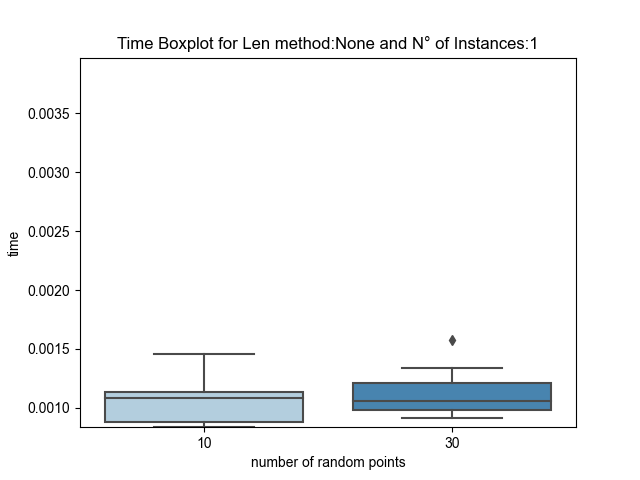 Time Boxplot for Len method:None and N° of Instances:1
0.0035
0.0030
0.0025
0.0020
0.0015
0.0010
time
10
30
number of random points